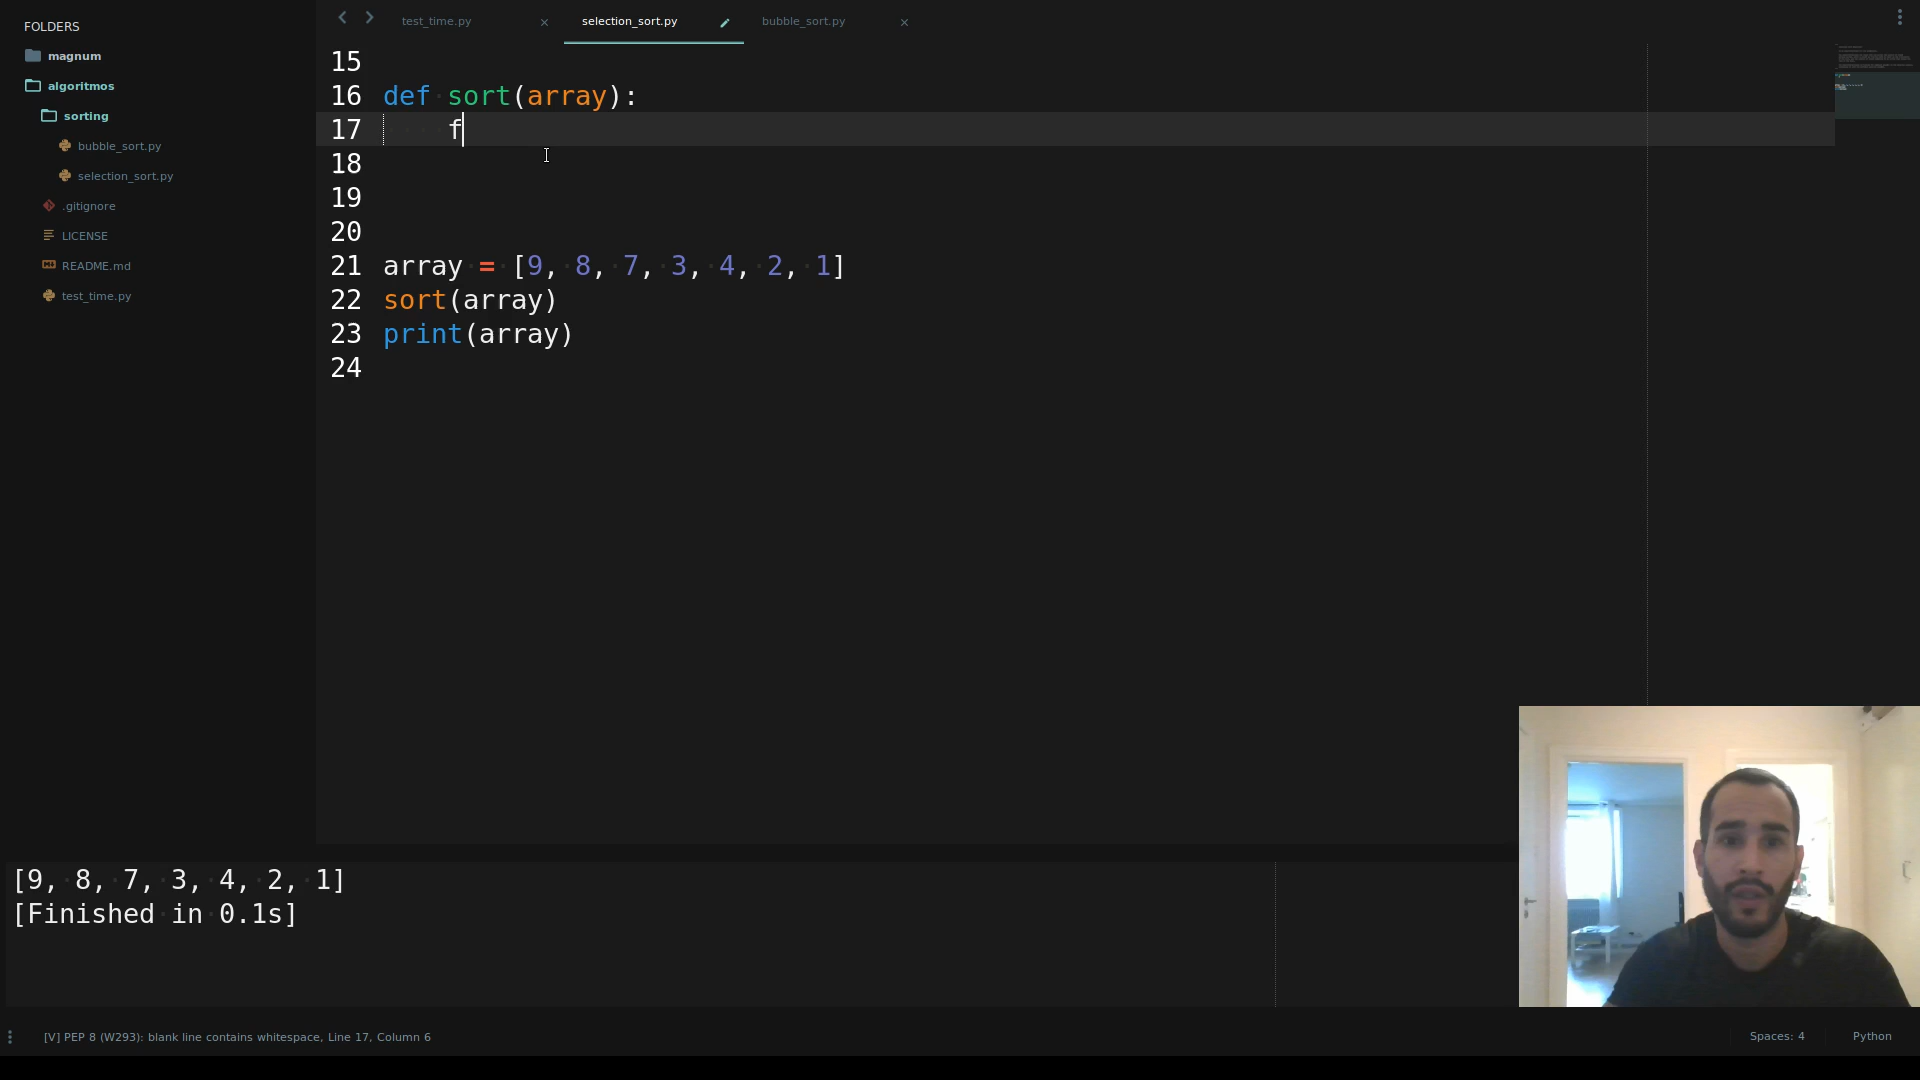 FOLDERS
magnum
algoritmos
sorting
bubble_sort.py
selection_sort.py
.gitignore
LICENSE
README.md
test_time.py
test_time.py × selection_sort.py bubble_sort.py ×
15
16 def sort(array):
17 f
18
19
20
21 array = [9, 8, 7, 3, 4, 2, 1]
22 sort(array)
23 print(array)
24
[9, 8, 7, 3, 4, 2, 1]
[Finished in 0.1s]
[V] PEP 8 (W293): blank line contains whitespace, Line 17, Column 6
Spaces: 4 Python